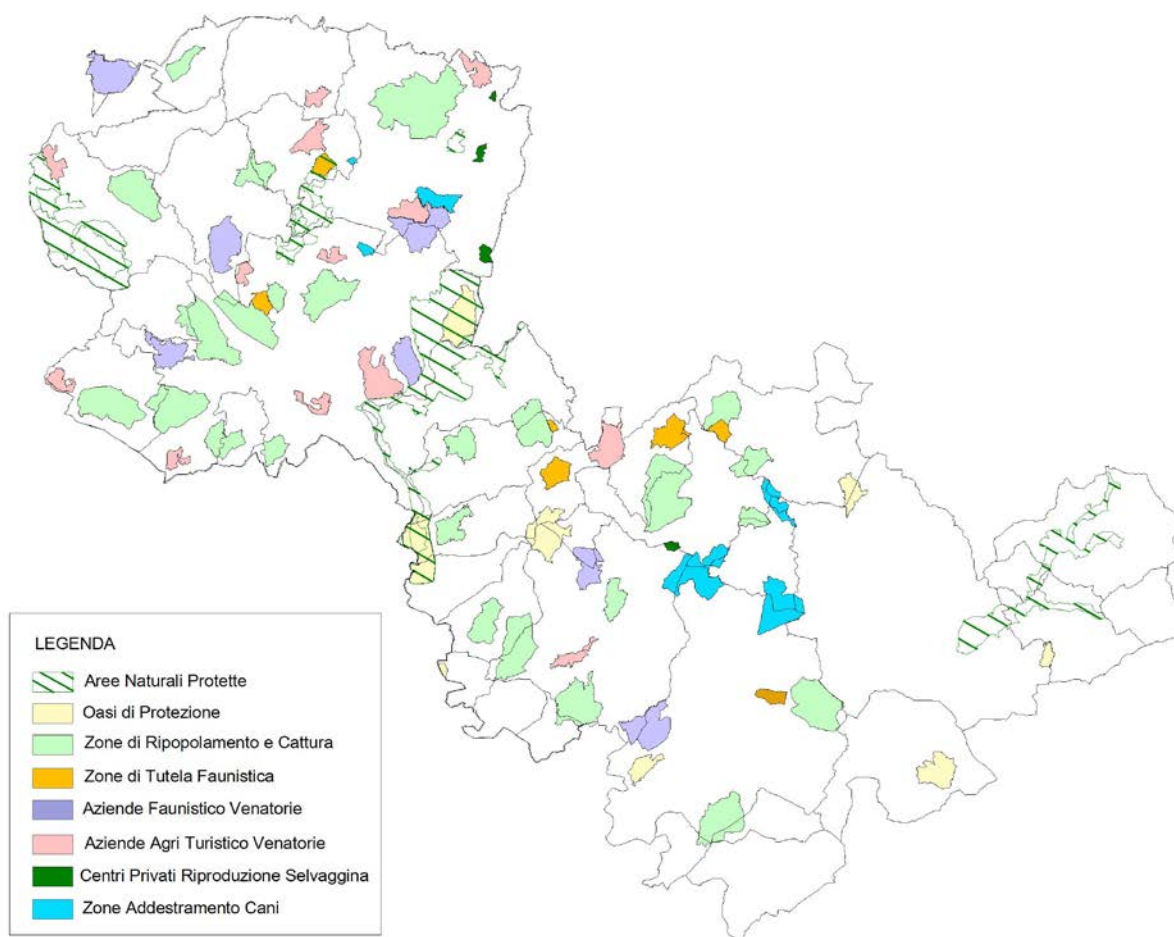 LEGENDA
Aree Naturali Protette
Oasi di Protezione
Zone di Ripopolamento e Cattura
Zone di Tutela Faunistica
Aziende Faunistico Venatorie
Aziende Agri Turistico Venatorie
Centri Privati Riproduzione Selvaggina
Zone Addestramento Cani